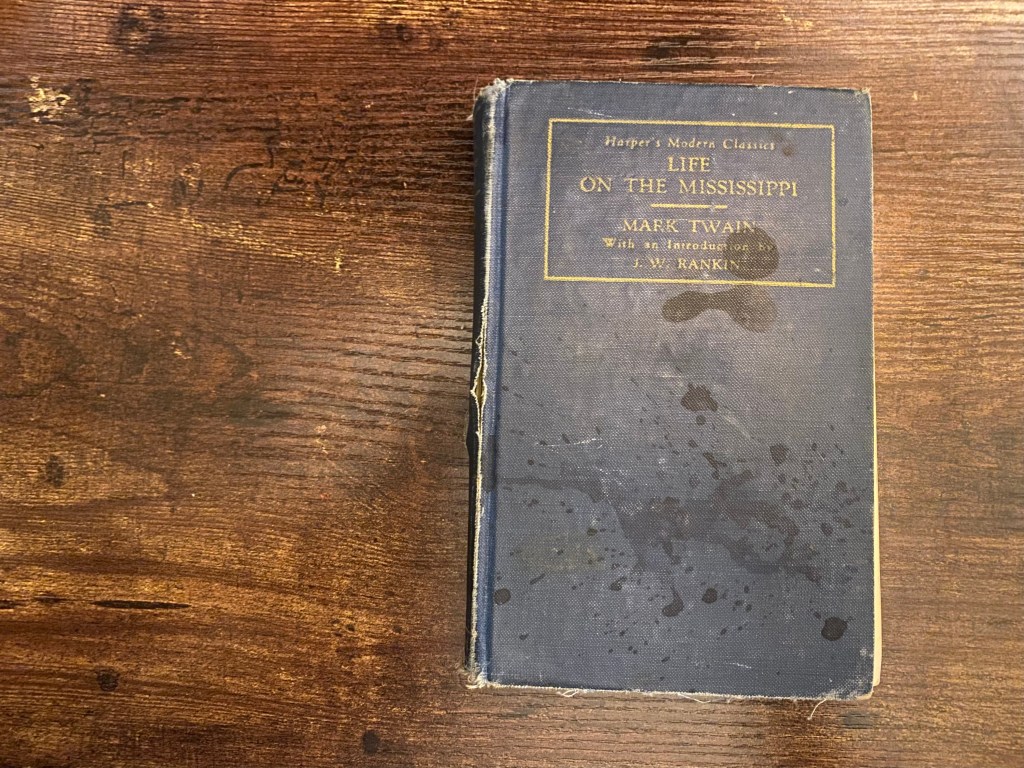 Harper's Modern Classics
LIFE
ON THE MISSISSIPPI
MARK TWAIN
With an Introduction by
J. W. RANKIN